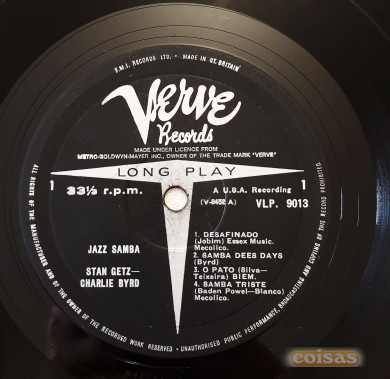 E.M.I. RECORDS LTD. • MADE IN GT. BRITAIN
Verve
Records
MADE UNDER LICENCE FROM
METRO-GOLDWYN-MAYER INC., OWNER OF THE TRADE MARK "VERVE"
LONG PLAY
1 33⅓ r.p.m.
A U.S.A. Recording 1
(V-8432 A) VLP. 9013
JAZZ SAMBA
STAN GETZ—
CHARLIE BYRD
1. DESAFINADO
(Jobim) Essex Music.
Mecolico.
2. SAMBA DEES DAYS
(Byrd)
3. O PATO (Silva—
Teixeira) BIEM.
4. SAMBA TRISTE
(Baden Powel—Blanco)
Mecolico.
ALL RIGHTS OF THE MANUFACTURER AND OF THE OWNER OF THE RECORDED WORK RESERVED • UNAUTHORISED PUBLIC PERFORMANCE, BROADCASTING AND COPYING OF THIS RECORD PROHIBITED
coisas